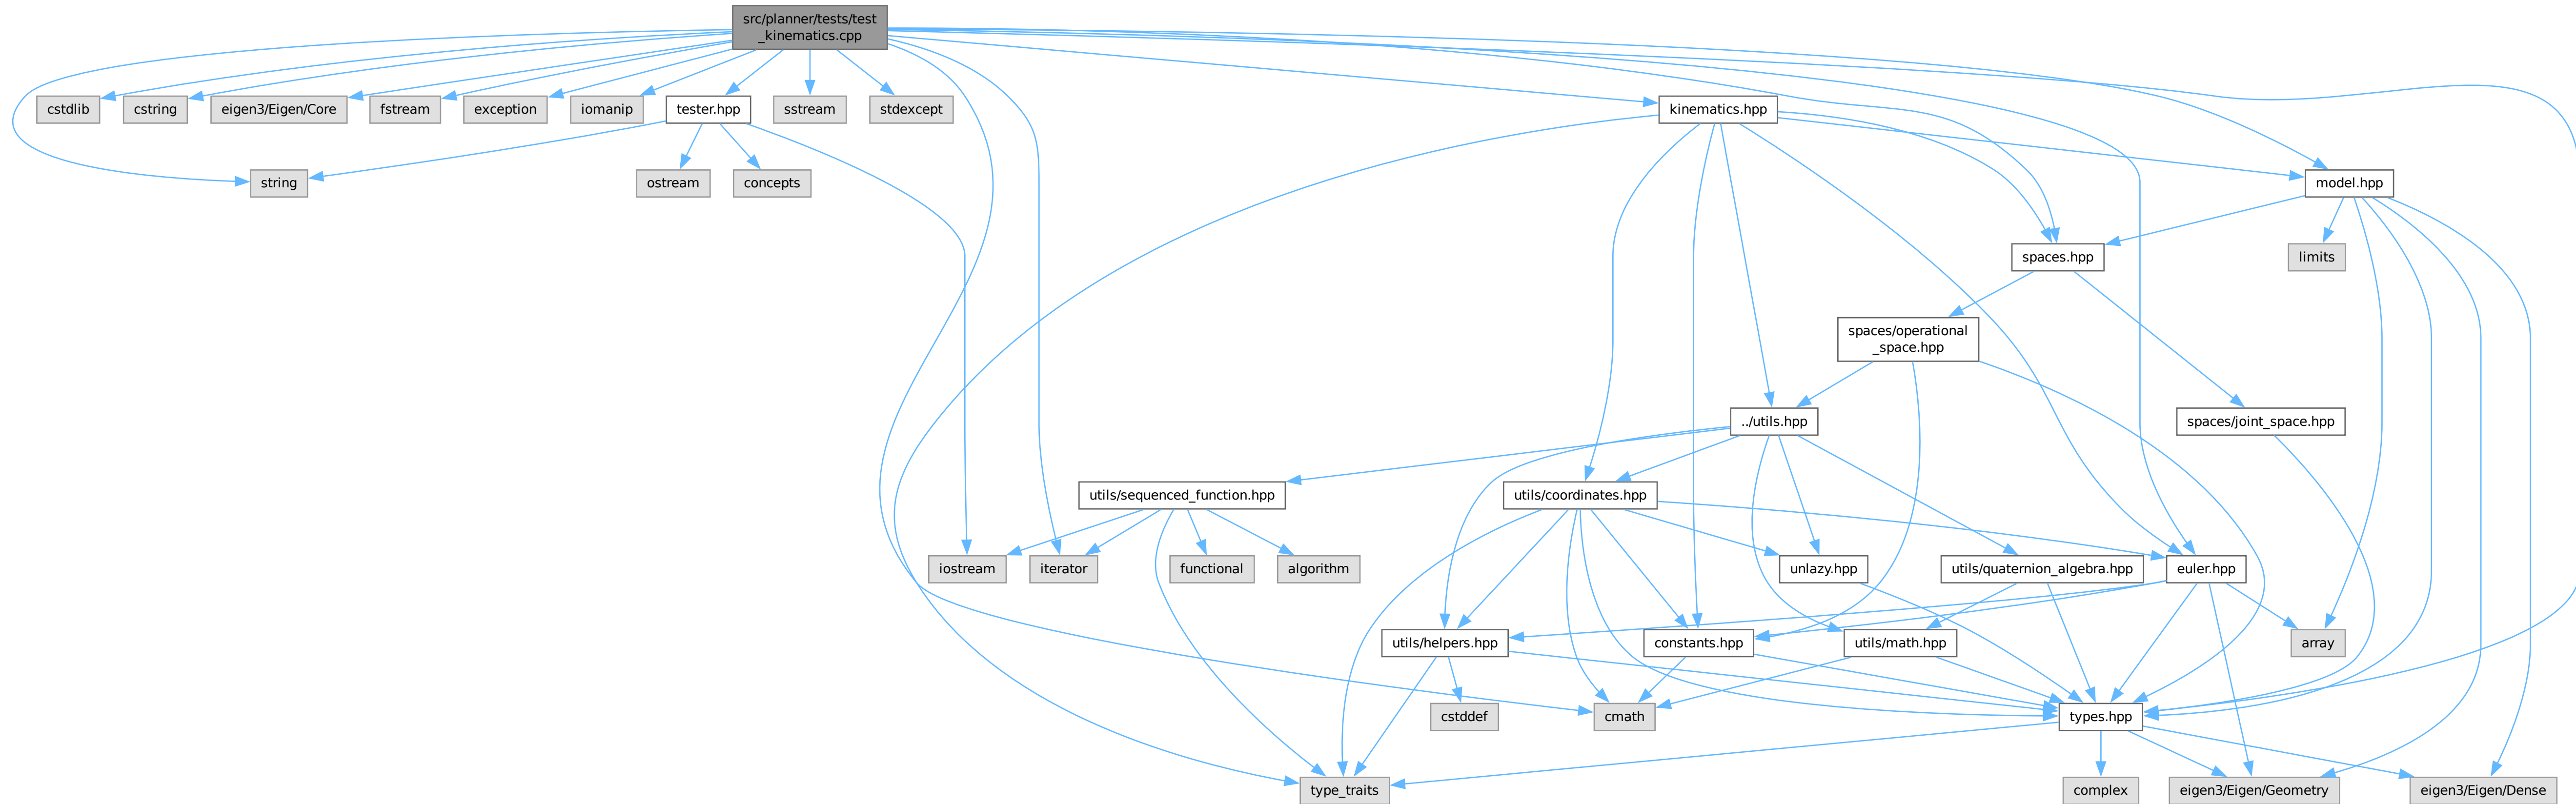 src/planner/tests/test
_kinematics.cpp
cstdlib
cstring
eigen3/Eigen/Core
fstream
exception
iomanip
tester.hpp
sstream
stdexcept
kinematics.hpp
string
ostream
concepts
model.hpp
spaces.hpp
limits
spaces/operational
_space.hpp
../utils.hpp
spaces/joint_space.hpp
utils/sequenced_function.hpp
utils/coordinates.hpp
iostream
iterator
functional
algorithm
unlazy.hpp
utils/quaternion_algebra.hpp
euler.hpp
utils/helpers.hpp
constants.hpp
utils/math.hpp
array
cstddef
cmath
types.hpp
type_traits
complex
eigen3/Eigen/Geometry
eigen3/Eigen/Dense